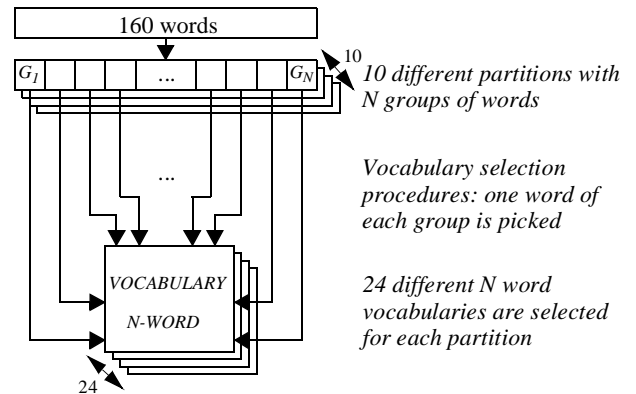 160 words
G1 ... GN
10
10 different partitions with
N groups of words
...
Vocabulary selection
procedures: one word of
each group is picked
VOCABULARY
N-WORD
24 different N word
vocabularies are selected
for each partition
24